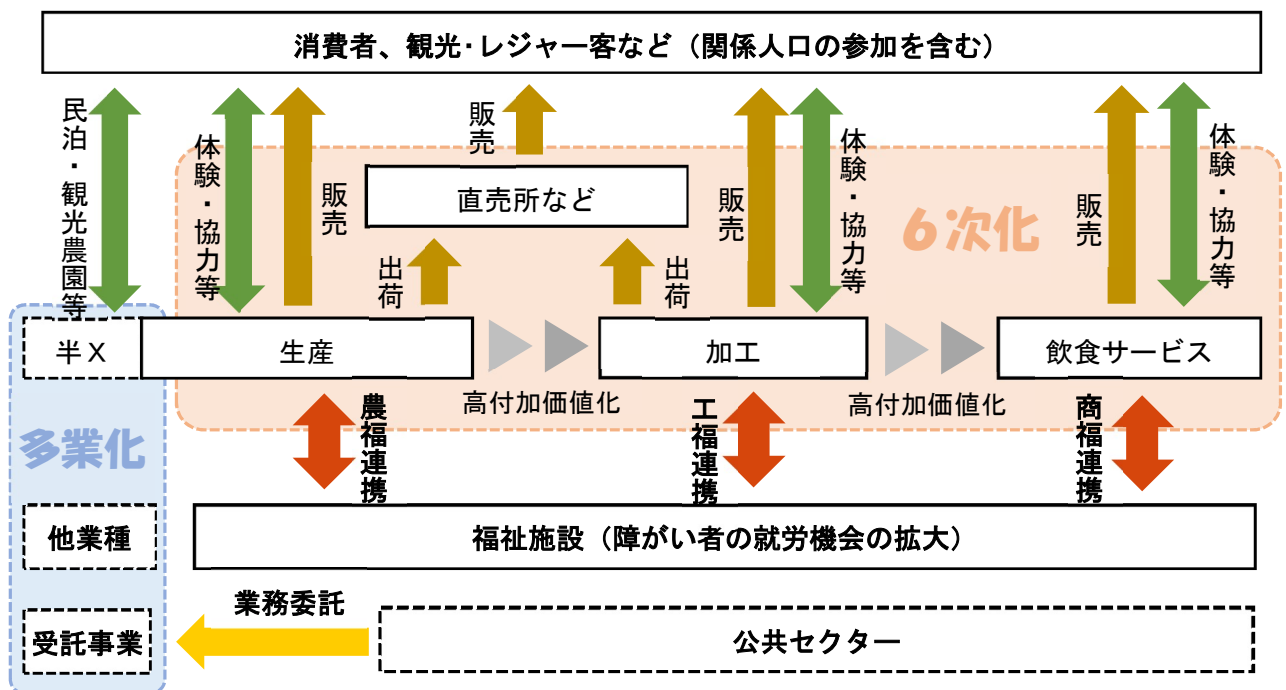 消費者、観光・レジャー客など（関係人口の参加を含む）
民泊・観光農園等
体験・協力等
販売
販売
直売所など
販売
体験・協力等
販売
体験・協力等
６次化
出荷
出荷
半Ｘ
生産
加工
飲食サービス
高付加価値化
高付加価値化
多業化
農福連携
工福連携
商福連携
他業種
福祉施設（障がい者の就労機会の拡大）
業務委託
受託事業
公共セクター